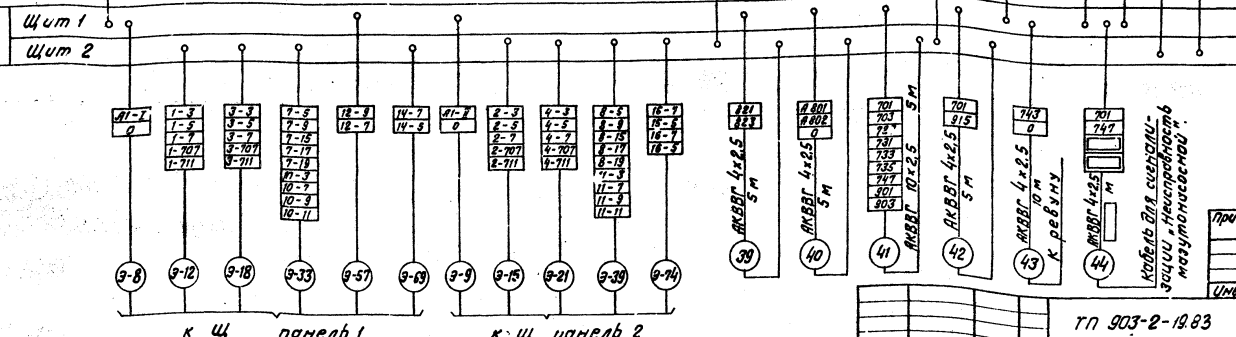 Щит 1
Щит 2
А1-I
0
1-3
1-5
1-7
1-707
1-711
3-3
3-5
3-7
3-707
3-711
7-5
7-9
7-15
7-17
7-19
10-7
10-9
10-11
12-9
12-7
14-7
14-5
А1-II
0
2-3
2-5
2-7
2-707
2-711
4-3
4-5
4-7
4-707
4-711
8-5
8-9
8-15
8-17
8-19
11-7
11-9
11-11
16-7
16-5
16-7
16-5
821
823
АКВВГ 4х2,5
5 м
А801
А802
0
АКВВГ 4х2,5
5 м
701
703
731
733
735
747
901
903
АКВВГ 10х2,5 5 м
701
915
АКВВГ 4х2,5
5 м
743
0
АКВВГ 4х2,5
10 м
К ревуну
701
747
АКВВГ 4х2,5
м
Кабель для сигнали-
зации „Неисправность
мазутонасосной".
Э-8
Э-12
Э-18
Э-33
Э-57
Э-69
Э-9
Э-15
Э-21
Э-39
Э-74
39
40
41
42
43
44
К Щ панель 1
К Щ панель 2
При
Инв
ТП 903-2-19.83